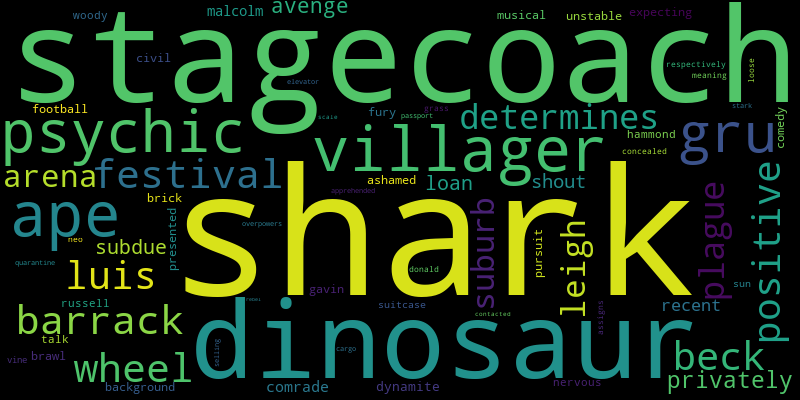 woody
malcolm
avenge
musical
unstable
expecting
stagecoach
civil
respectively
meaning
loose
elevator
football
fury
grass
passport
scale
stark
psychic
determines
hammond
concealed
gru
comedy
villager
arena
festival
ashamed
loan
shout
apprehended
brick
ape
presented
overpowers
shark
suburb
pursuit
leigh
plague
positive
neo
subdue
quarantine
luis
donald
gavin
sun
russell
suitcase
contacted
assigns
recent
barrack
dinosaur
talk
vine
brawl
wheel
selling
cargo
beck
background
comrade
dynamite
nervous
privately